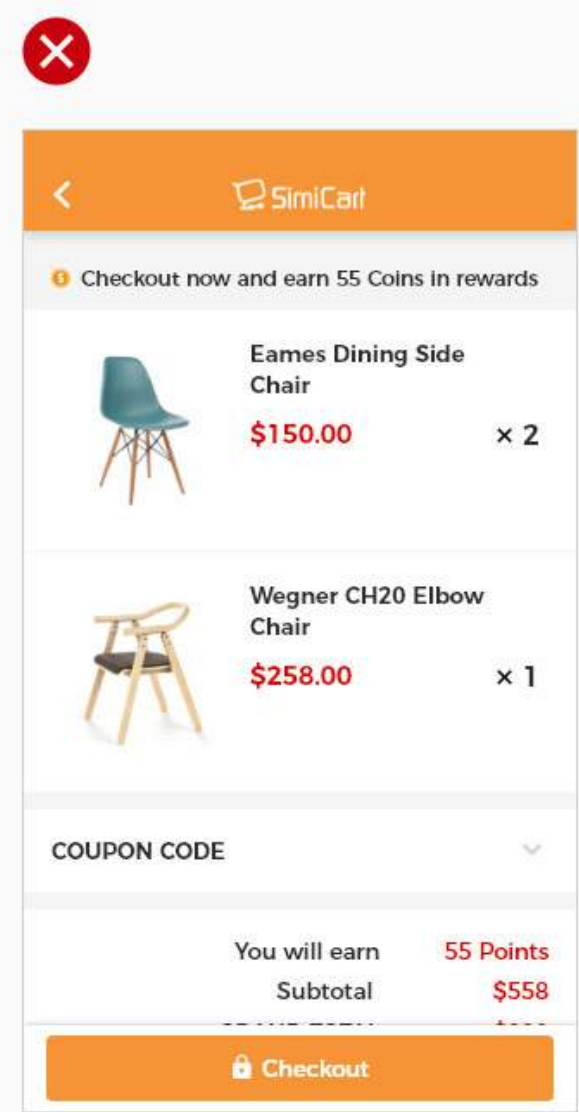 SimiCart
Checkout now and earn 55 Coins in rewards
Eames Dining Side
Chair
$150.00 × 2
Wegner CH20 Elbow
Chair
$258.00 × 1
COUPON CODE
You will earn 55 Points
Subtotal $558
Checkout